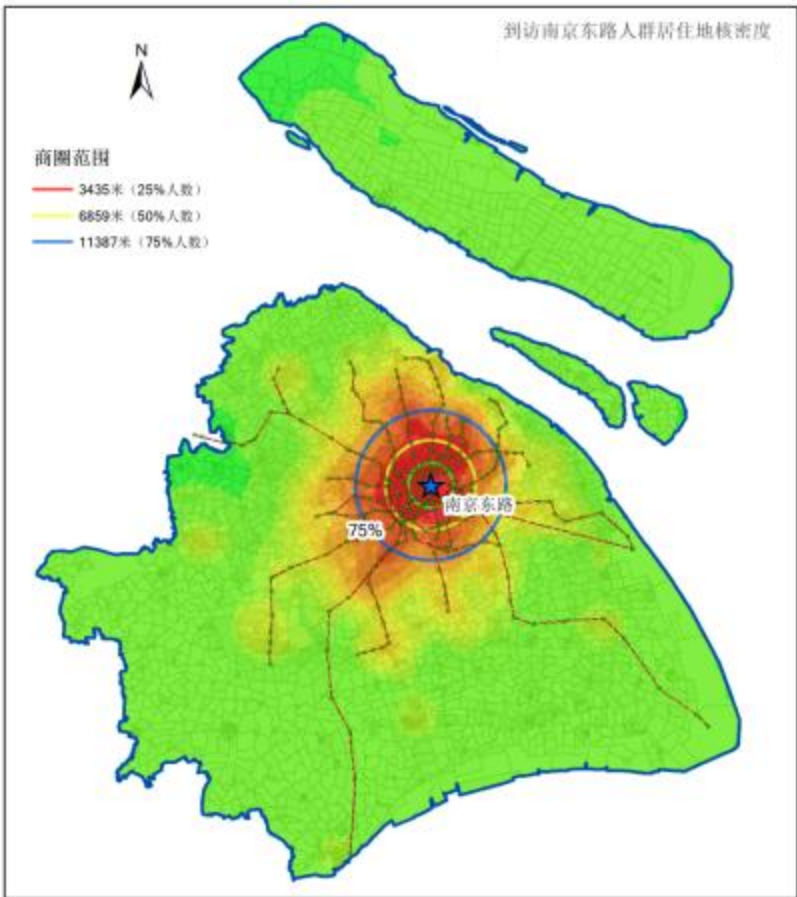 到访南京东路人群居住地核密度
N
商圈范围
3435米（25%人数）
6859米（50%人数）
11387米（75%人数）
南京东路
75%